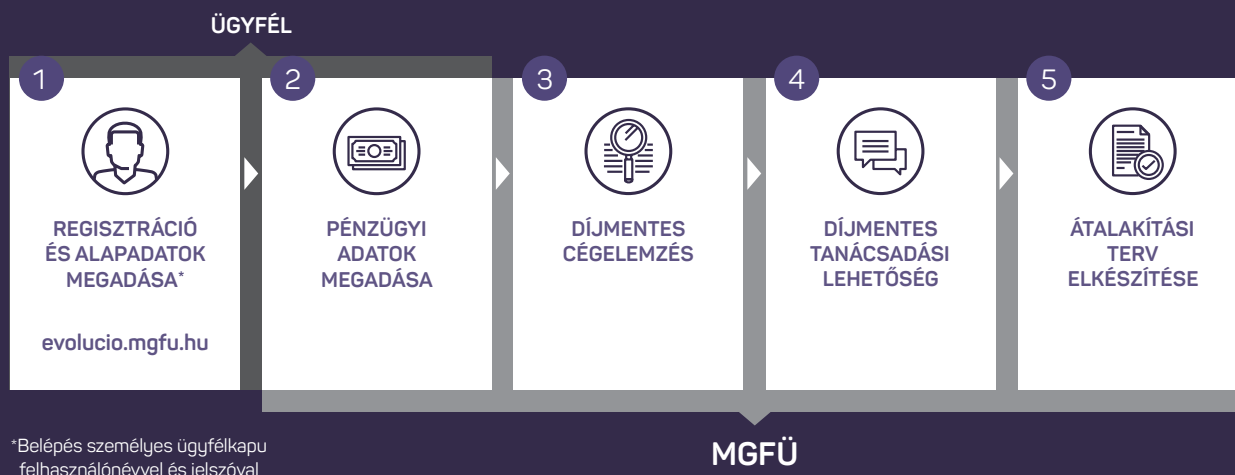 ÜGYFÉL
1
REGISZTRÁCIÓ
ÉS ALAPADATOK
MEGADÁSA*
evolucio.mgfu.hu
2
PÉNZÜGYI
ADATOK
MEGADÁSA
3
DÍJMENTES
CÉGELEMZÉS
4
DÍJMENTES
TANÁCSADÁSI
LEHETŐSÉG
5
ÁTALAKÍTÁSI
TERV
ELKÉSZÍTÉSE
*Belépés személyes ügyfélkapu
felhasználónévvel és jelszóval
MGFÜ